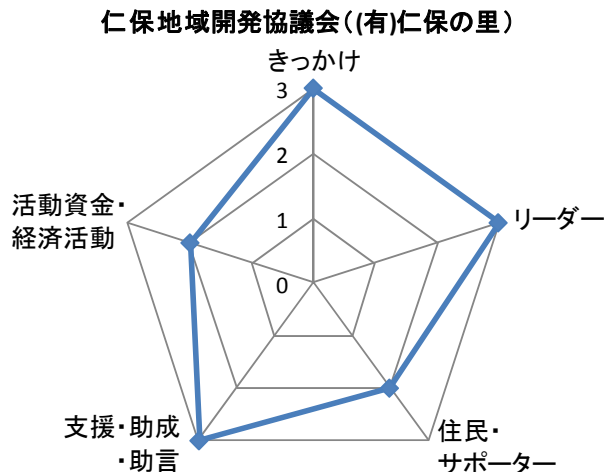 仁保地域開発協議会((有)仁保の里)
きっかけ
3
2
1
0
リーダー
活動資金・
経済活動
支援・助成
・助言
住民・
サポーター